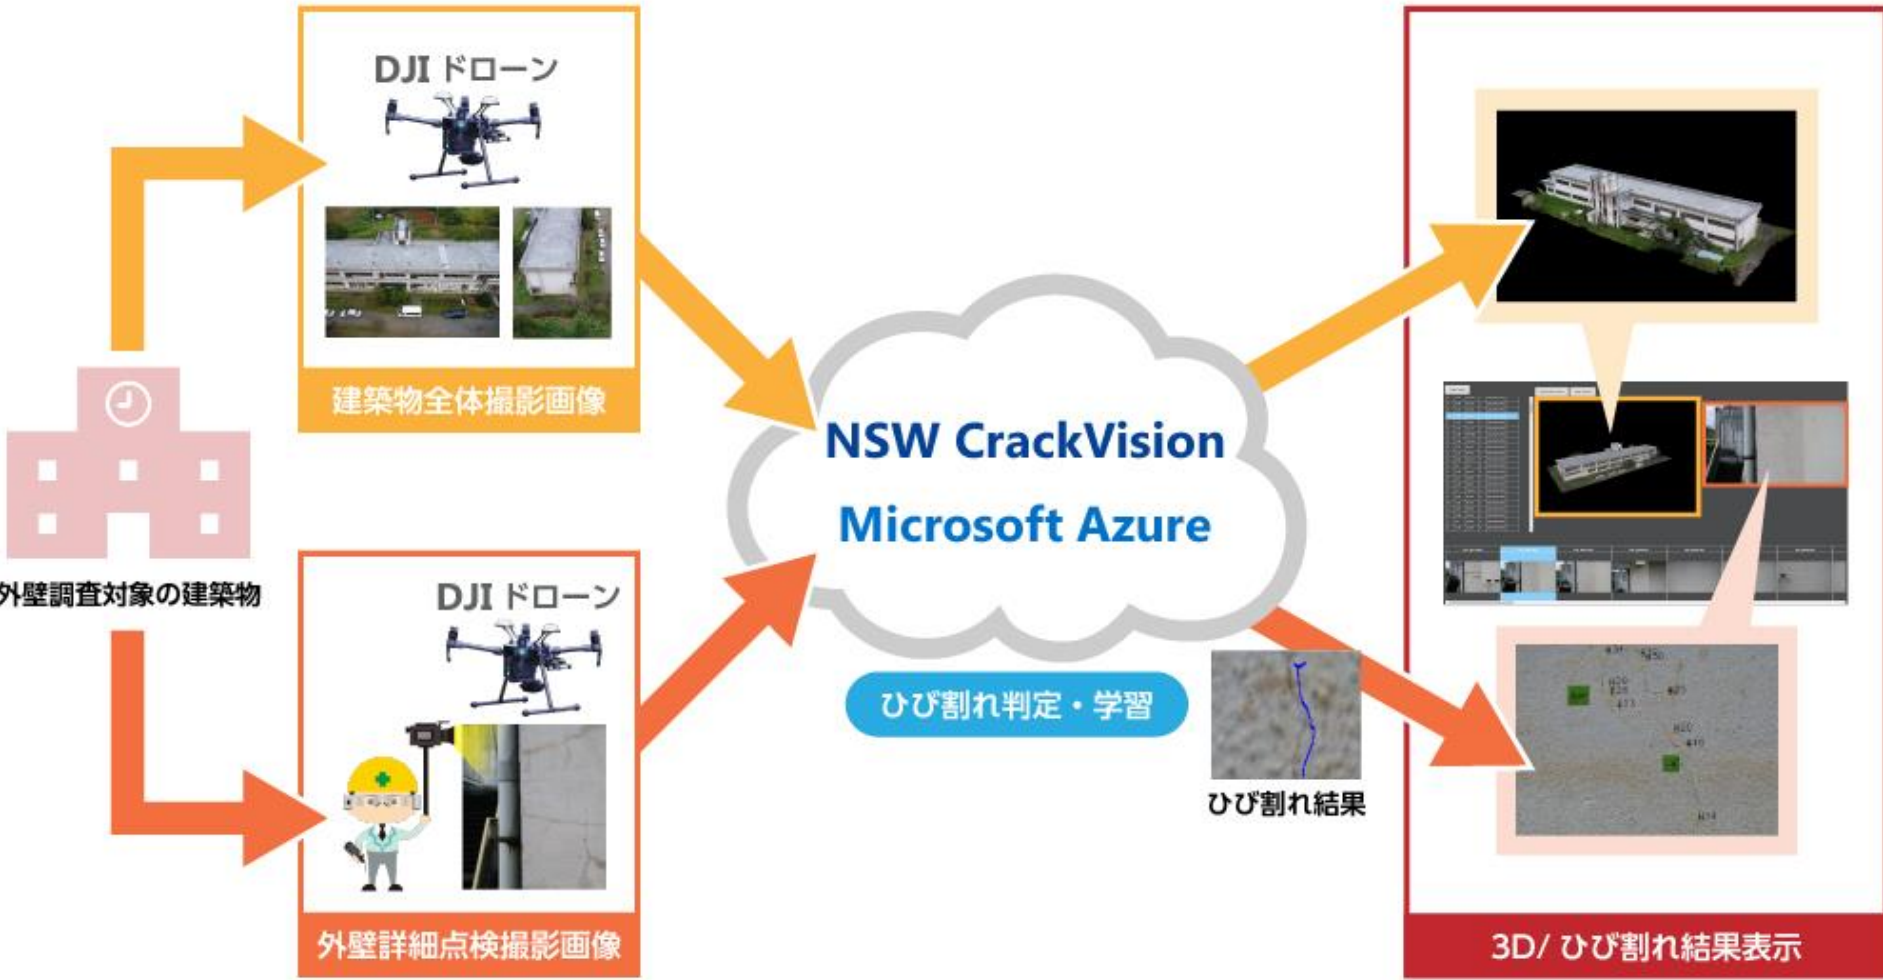 DJI ドローン
建築物全体撮影画像
外壁調査対象の建築物
DJI ドローン
外壁詳細点検撮影画像
NSW CrackVision
Microsoft Azure
ひび割れ判定・学習
ひび割れ結果
3D/ ひび割れ結果表示